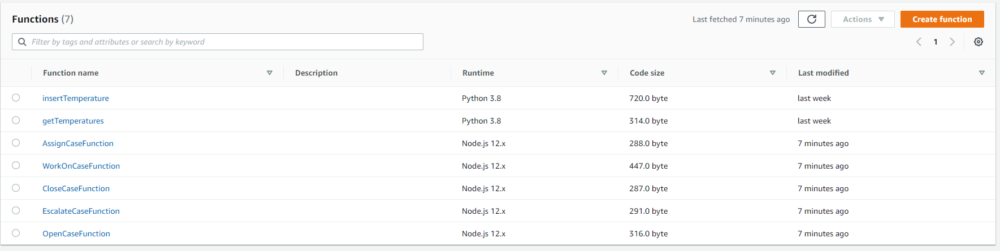 Functions (7) Last fetched 7 minutes ago Actions Create function
Filter by tags and attributes or search by keyword 1
Function name Description Runtime Code size Last modified
insertTemperature Python 3.8 720.0 byte last week
getTemperatures Python 3.8 314.0 byte last week
AssignCaseFunction Node.js 12.x 288.0 byte 7 minutes ago
WorkOnCaseFunction Node.js 12.x 447.0 byte 7 minutes ago
CloseCaseFunction Node.js 12.x 287.0 byte 7 minutes ago
EscalateCaseFunction Node.js 12.x 291.0 byte 7 minutes ago
OpenCaseFunction Node.js 12.x 316.0 byte 7 minutes ago